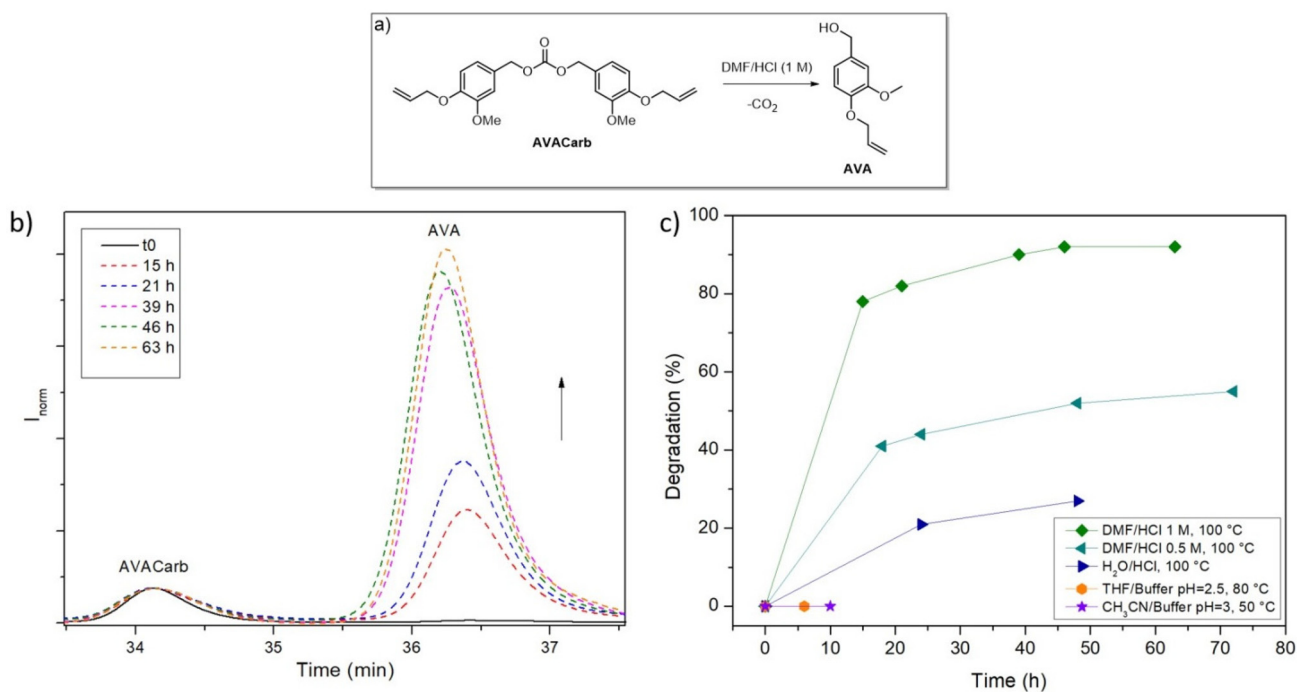 a)
O
O
O
O
O
OMe
OMe
AVACarb
DMF/HCl (1 M)
-CO2
HO
O
O
AVA
b)
t0
15 h
21 h
39 h
46 h
63 h
AVA
AVACarb
Inorm
34
35
36
37
Time (min)
c)
100
80
60
40
20
0
Degradation (%)
DMF/HCl 1 M, 100 °C
DMF/HCl 0.5 M, 100 °C
H2O/HCl, 100 °C
THF/Buffer pH=2.5, 80 °C
CH3CN/Buffer pH=3, 50 °C
0
10
20
30
40
50
60
70
80
Time (h)